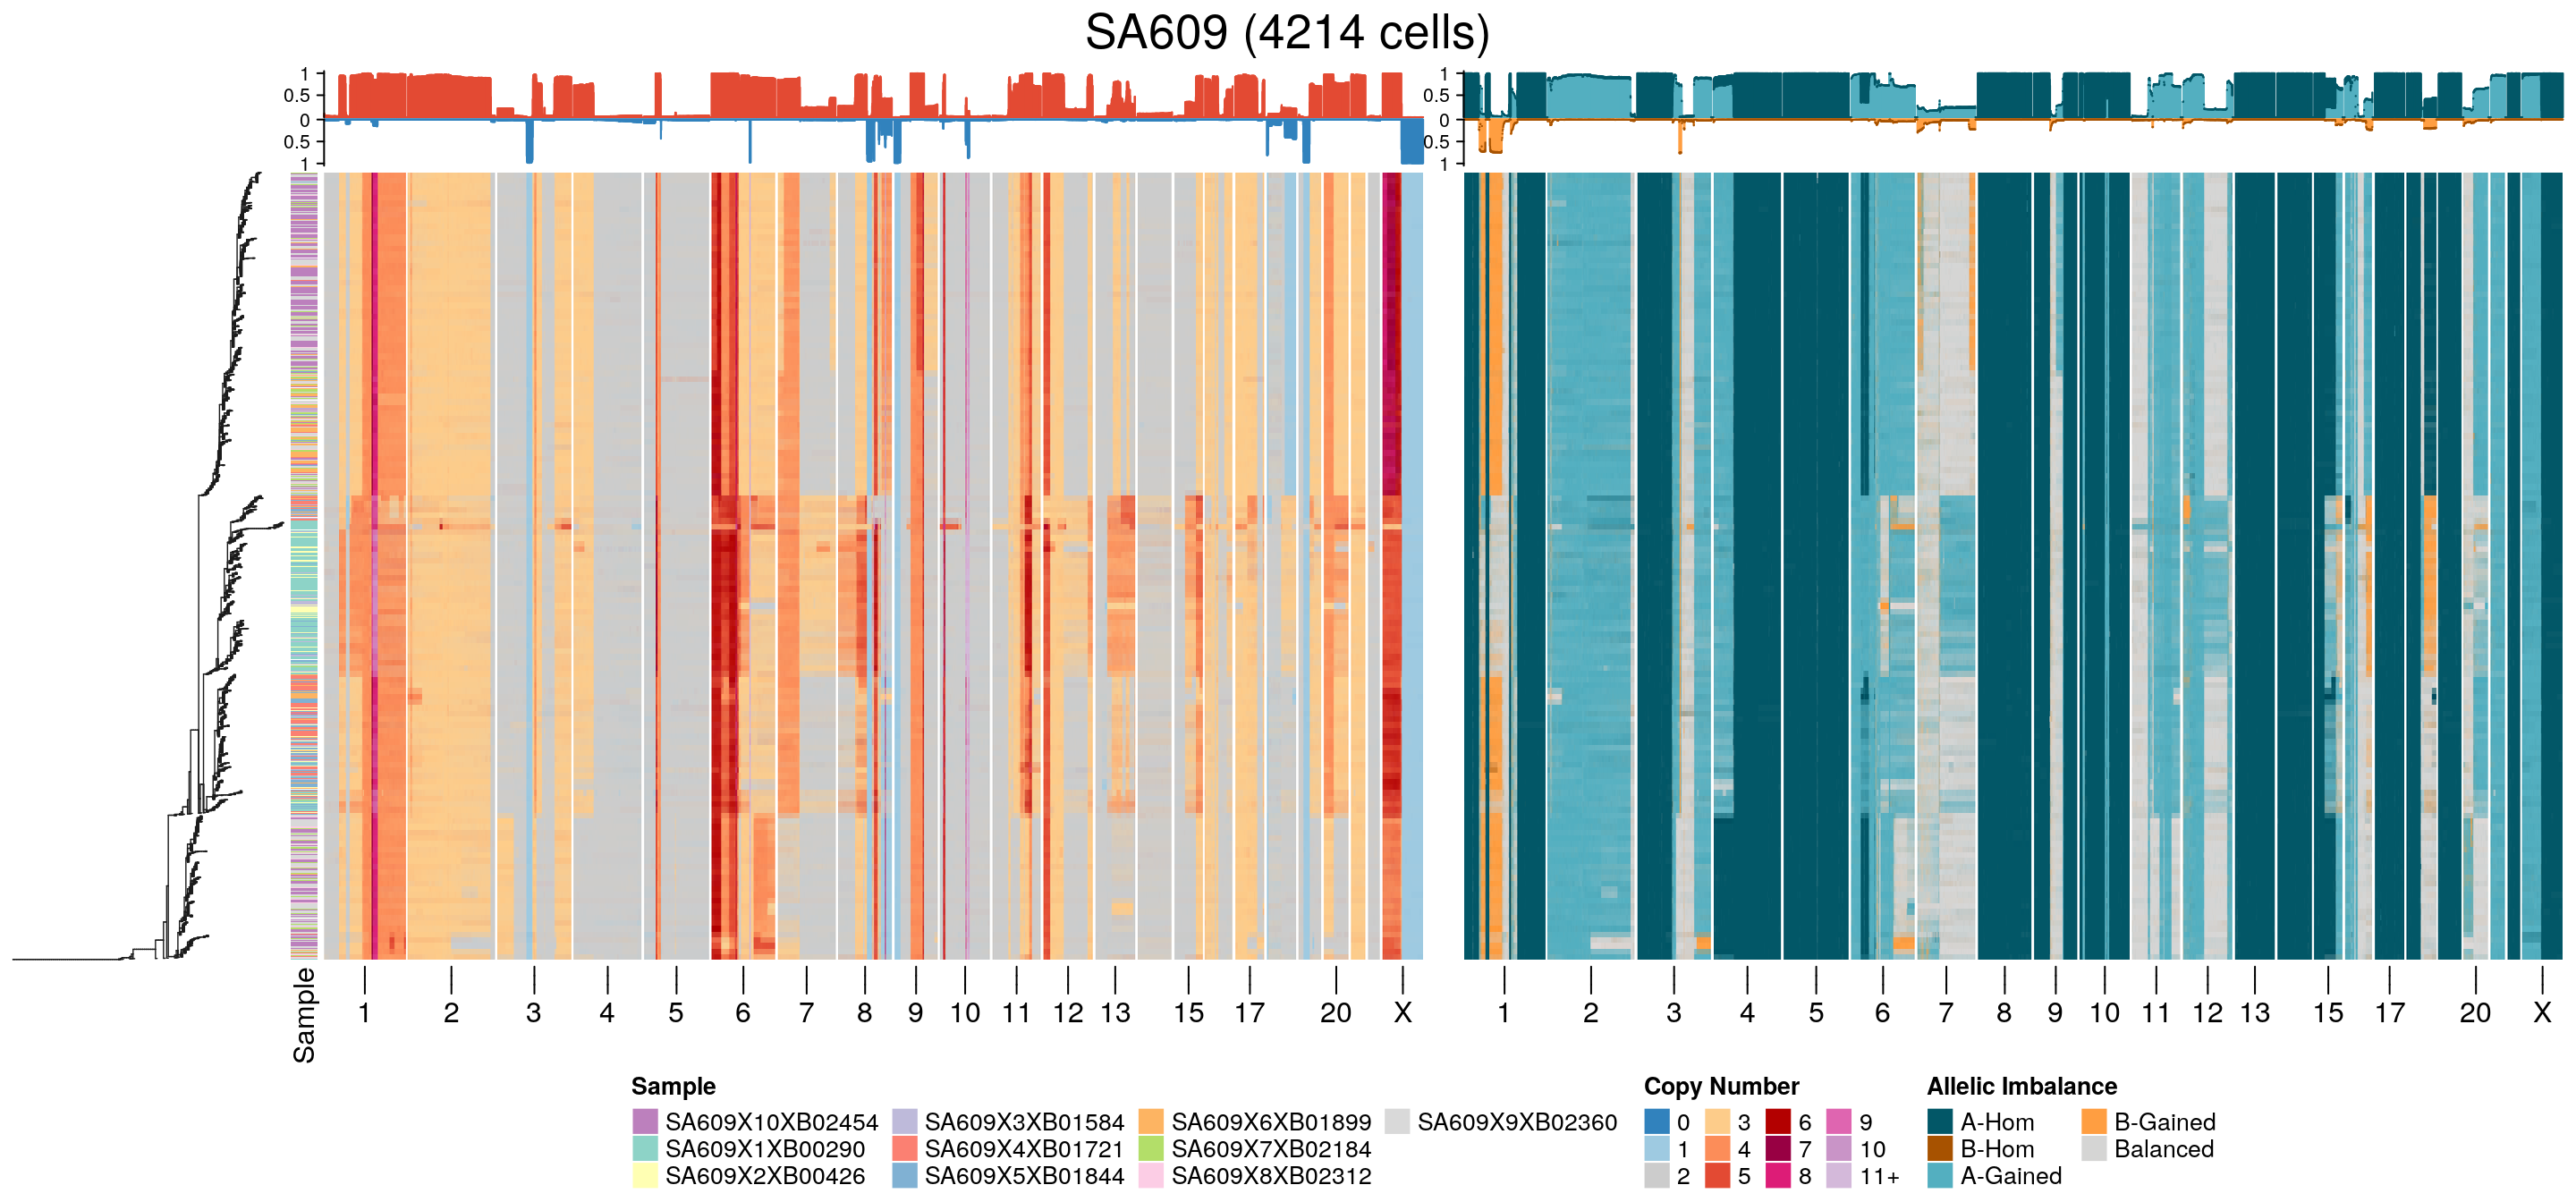 SA609 (4214 cells)
1
0.5
0
0.5
1
1
0.5
0
0.5
1
Sample
1 2 3 4 5 6 7 8 9 10 11 12 13 15 17 20 X
1 2 3 4 5 6 7 8 9 10 11 12 13 15 17 20 X
Sample
SA609X10XB02454 SA609X3XB01584 SA609X6XB01899 SA609X9XB02360
SA609X1XB00290 SA609X4XB01721 SA609X7XB02184
SA609X2XB00426 SA609X5XB01844 SA609X8XB02312
Copy Number
0 3 6 9
1 4 7 10
2 5 8 11+
Allelic Imbalance
A-Hom B-Gained
B-Hom Balanced
A-Gained